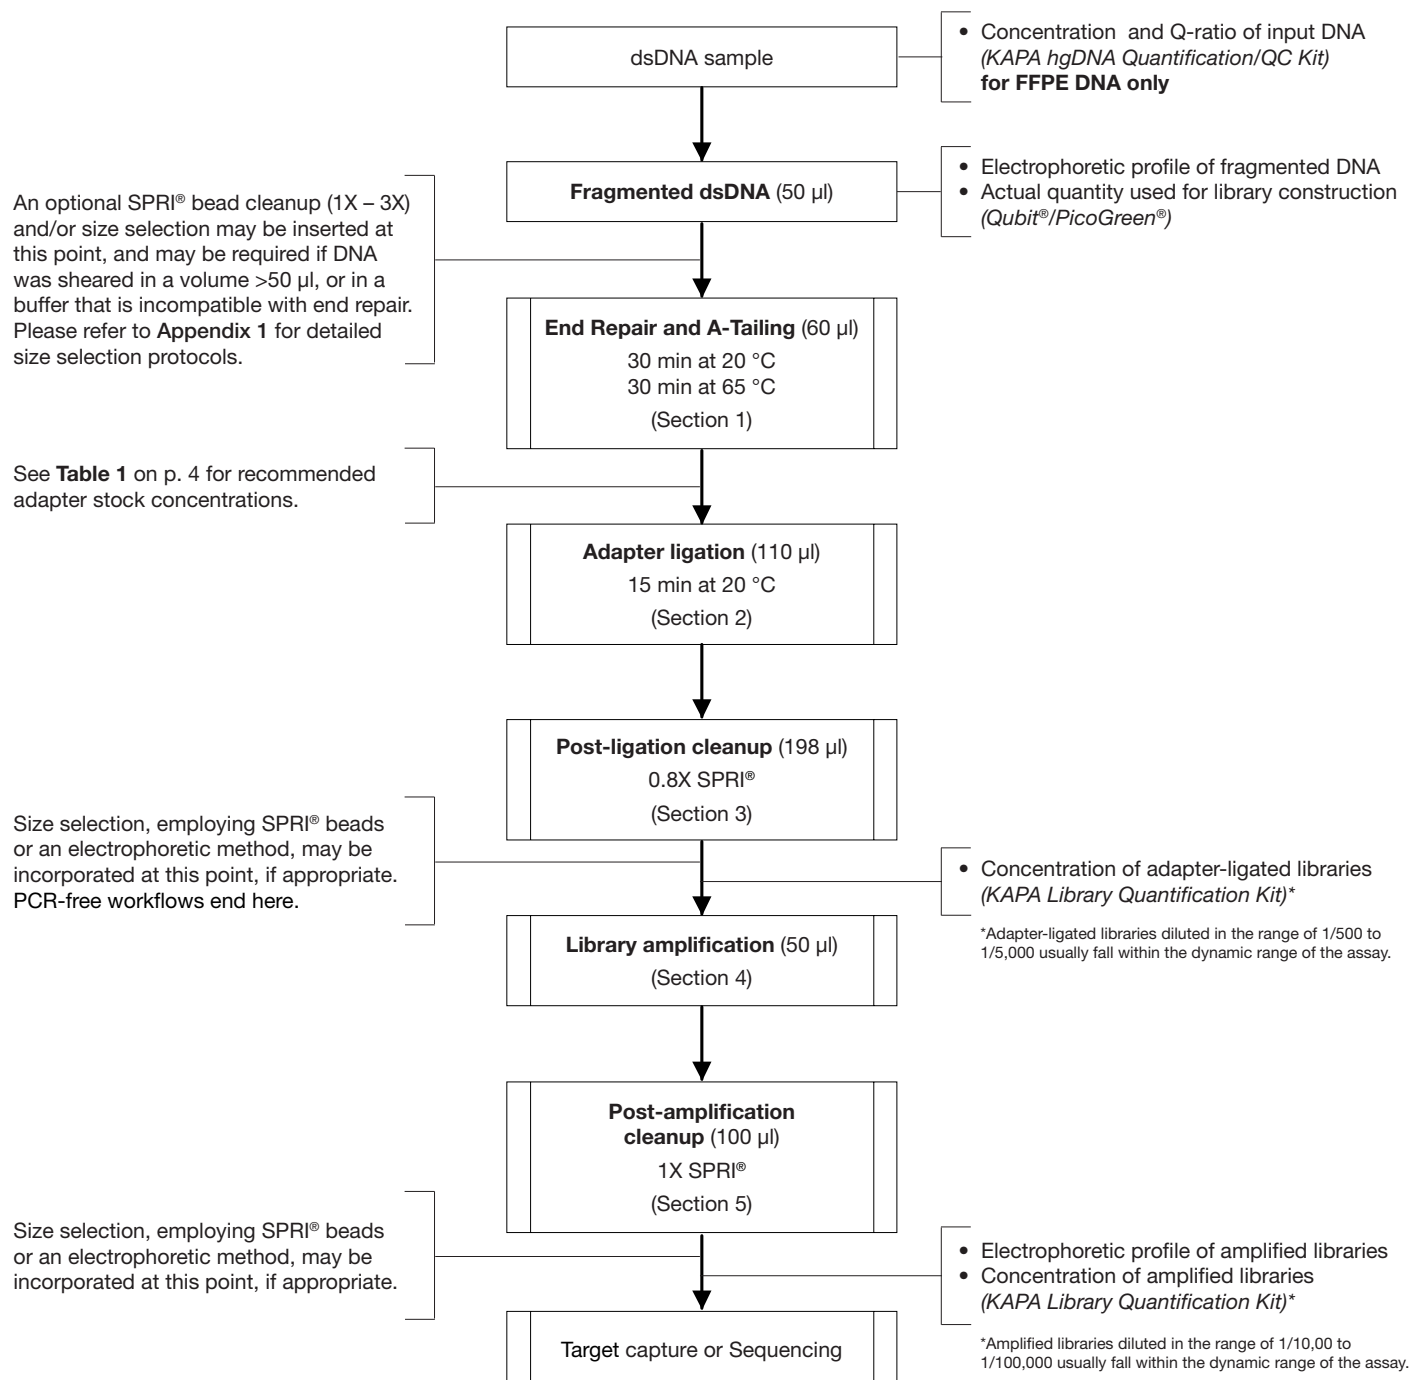 dsDNA sample
• Concentration  and Q-ratio of input DNA
(KAPA hgDNA Quantification/QC Kit)
for FFPE DNA only
Fragmented dsDNA (50 µl)
• Electrophoretic profile of fragmented DNA
• Actual quantity used for library construction
(Qubit®/PicoGreen®)
An optional SPRI® bead cleanup (1X – 3X)
and/or size selection may be inserted at
this point, and may be required if DNA
was sheared in a volume >50 µl, or in a
buffer that is incompatible with end repair.
Please refer to Appendix 1 for detailed
size selection protocols.
End Repair and A-Tailing (60 µl)
30 min at 20 °C
30 min at 65 °C
(Section 1)
See Table 1 on p. 4 for recommended
adapter stock concentrations.
Adapter ligation (110 µl)
15 min at 20 °C
(Section 2)
Post-ligation cleanup (198 µl)
0.8X SPRI®
(Section 3)
Size selection, employing SPRI® beads
or an electrophoretic method, may be
incorporated at this point, if appropriate.
PCR-free workflows end here.
• Concentration of adapter-ligated libraries
(KAPA Library Quantification Kit)*
*Adapter-ligated libraries diluted in the range of 1/500 to
1/5,000 usually fall within the dynamic range of the assay.
Library amplification (50 µl)
(Section 4)
Post-amplification
cleanup (100 µl)
1X SPRI®
(Section 5)
Size selection, employing SPRI® beads
or an electrophoretic method, may be
incorporated at this point, if appropriate.
• Electrophoretic profile of amplified libraries
• Concentration of amplified libraries
(KAPA Library Quantification Kit)*
*Amplified libraries diluted in the range of 1/10,00 to
1/100,000 usually fall within the dynamic range of the assay.
Target capture or Sequencing